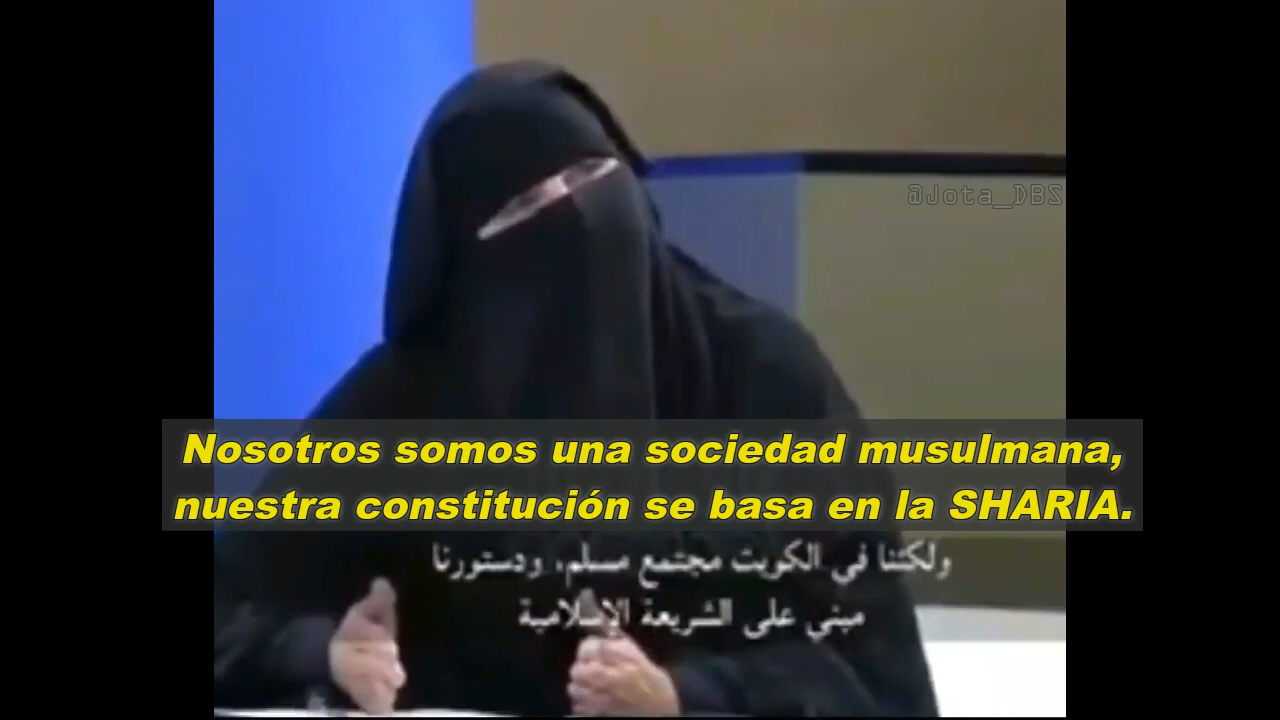 @Jota_DBS
Nosotros somos una sociedad musulmana,
nuestra constitución se basa en la SHARIA.
ولكننا في الكويت مجتمع مسلم، ودستورنا
مبني على الشريعة الإسلامية